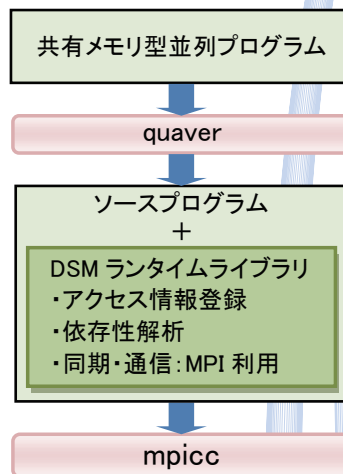 共有メモリ型並列プログラム
quaver
ソースプログラム
+
DSM ランタイムライブラリ
・アクセス情報登録
・依存性解析
・同期・通信：MPI 利用
mpicc